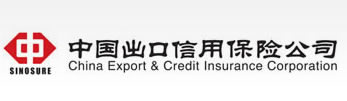 中国出口信用保险公司
China Export & Credit Insurance Corporation
SINOSURE